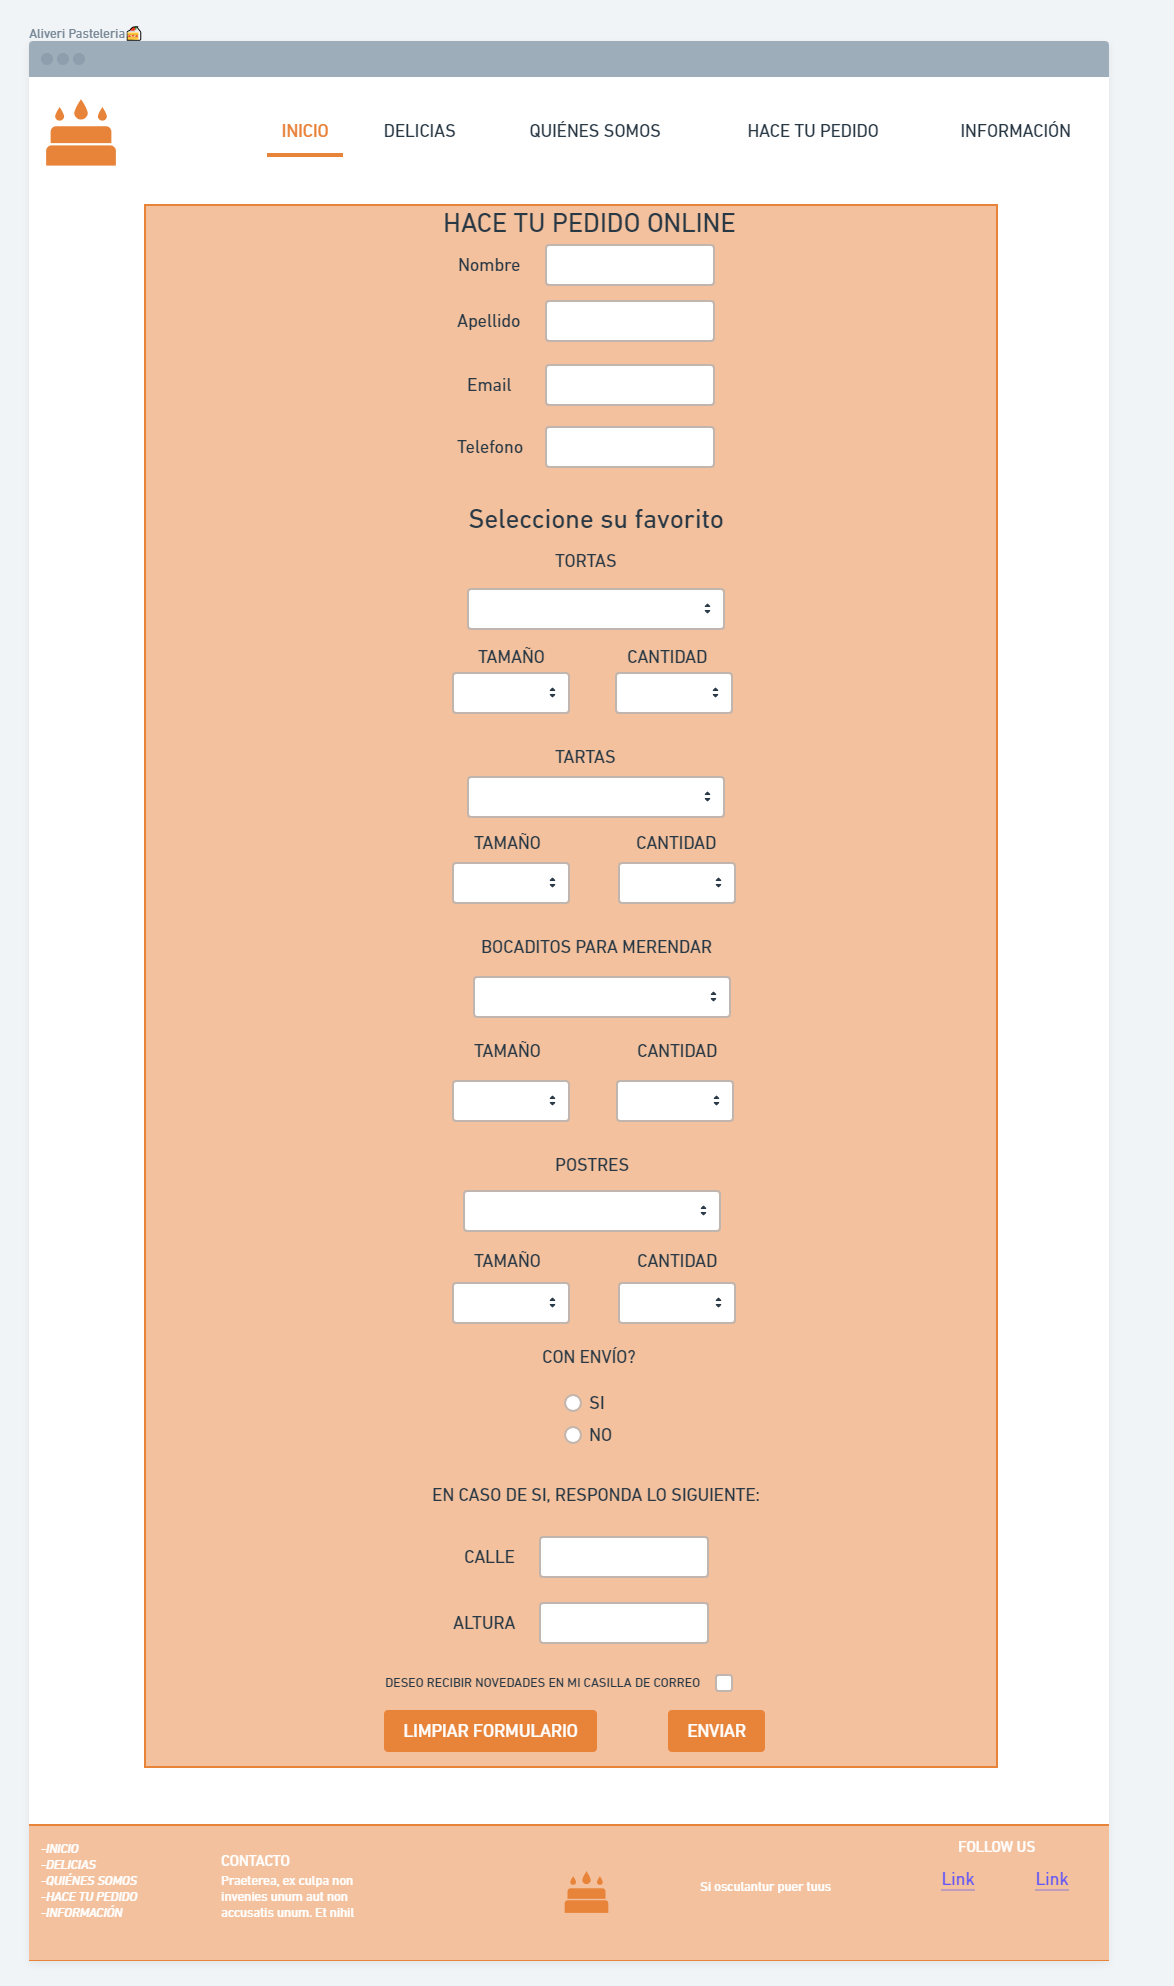 Aliveri Pasteleria🍰
INICIO DELICIAS QUIÉNES SOMOS HACE TU PEDIDO INFORMACIÓN
HACE TU PEDIDO ONLINE
Nombre
Apellido
Email
Telefono
Seleccione su favorito
TORTAS
TAMAÑO CANTIDAD
TARTAS
TAMAÑO CANTIDAD
BOCADITOS PARA MERENDAR
TAMAÑO CANTIDAD
POSTRES
TAMAÑO CANTIDAD
CON ENVÍO?
SI
NO
EN CASO DE SI, RESPONDA LO SIGUIENTE:
CALLE
ALTURA
DESEO RECIBIR NOVEDADES EN MI CASILLA DE CORREO
LIMPIAR FORMULARIO ENVIAR
-INICIO
-DELICIAS
-QUIÉNES SOMOS
-HACE TU PEDIDO
-INFORMACIÓN
CONTACTO
Praeterea, ex culpa non
invenies unum aut non
accusatis unum. Et nihil
Si osculantur puer tuus
FOLLOW US
Link Link